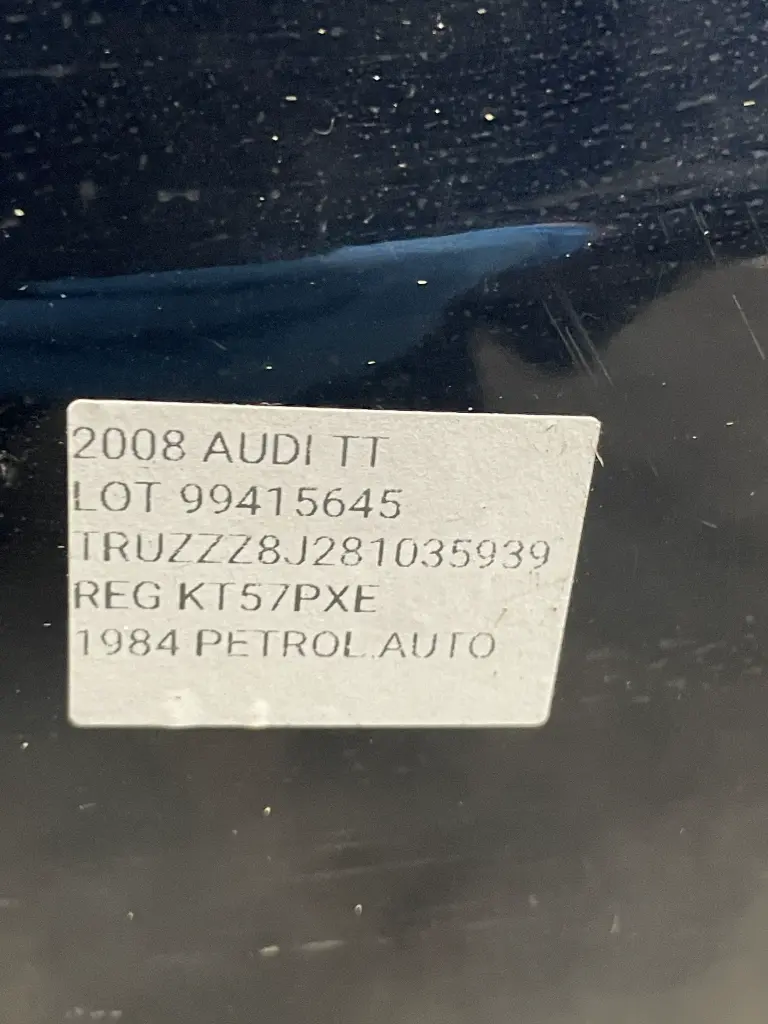 2008 AUDI TT
LOT 99415645
TRUZZZ8J281035939
REG KT57PXE
1984 PETROL AUTO